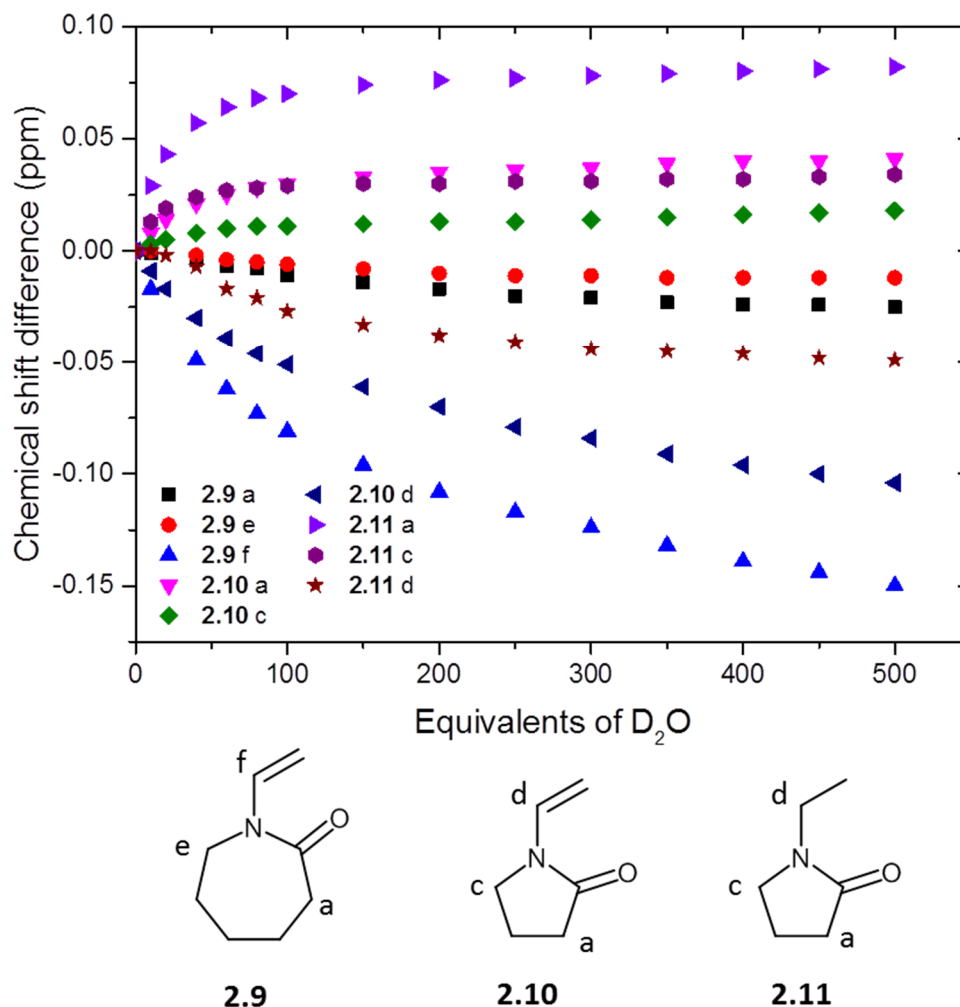 0.10
0.05
0.00
-0.05
-0.10
-0.15
Chemical shift difference (ppm)
2.9 a
2.9 e
2.9 f
2.10 a
2.10 c
2.10 d
2.11 a
2.11 c
2.11 d
0 100 200 300 400 500
Equivalents of D₂O
f
N
O
e
a
2.9
d
N
O
c
a
2.10
d
N
O
c
a
2.11